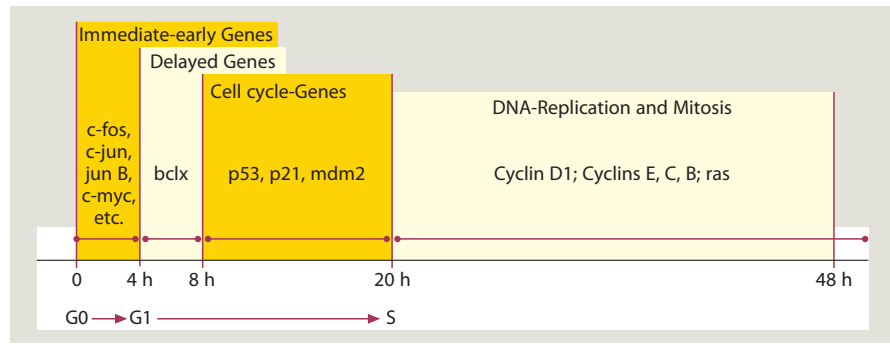 Immediate-early Genes
Delayed Genes
Cell cycle-Genes
DNA-Replication and Mitosis
c-fos,
c-jun,
jun B,
c-myc,
etc.
bclx
p53, p21, mdm2
Cyclin D1; Cyclins E, C, B; ras
0 4 h 8 h 20 h 48 h
G0 G1 S